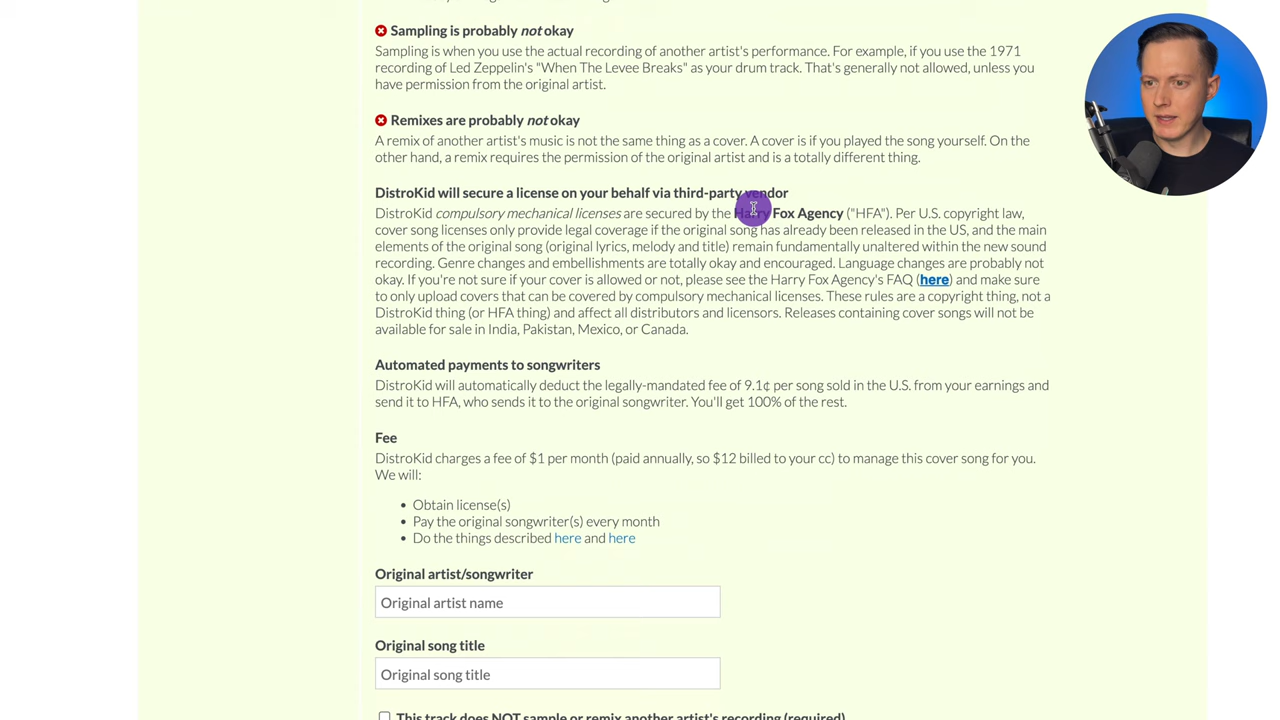 Sampling is probably not okay
Sampling is when you use the actual recording of another artist's performance. For example, if you use the 1971
recording of Led Zeppelin's "When The Levee Breaks" as your drum track. That's generally not allowed, unless you
have permission from the original artist.
Remixes are probably not okay
A remix of another artist's music is not the same thing as a cover. A cover is if you played the song yourself. On the
other hand, a remix requires the permission of the original artist and is a totally different thing.
DistroKid will secure a license on your behalf via third-party vendor
DistroKid compulsory mechanical licenses are secured by the Harry Fox Agency ("HFA"). Per U.S. copyright law,
cover song licenses only provide legal coverage if the original song has already been released in the US, and the main
elements of the original song (original lyrics, melody and title) remain fundamentally unaltered within the new sound
recording. Genre changes and embellishments are totally okay and encouraged. Language changes are probably not
okay. If you're not sure if your cover is allowed or not, please see the Harry Fox Agency's FAQ (here) and make sure
to only upload covers that can be covered by compulsory mechanical licenses. These rules are a copyright thing, not a
DistroKid thing (or HFA thing) and affect all distributors and licensors. Releases containing cover songs will not be
available for sale in India, Pakistan, Mexico, or Canada.
Automated payments to songwriters
DistroKid will automatically deduct the legally-mandated fee of 9.1¢ per song sold in the U.S. from your earnings and
send it to HFA, who sends it to the original songwriter. You'll get 100% of the rest.
Fee
DistroKid charges a fee of $1 per month (paid annually, so $12 billed to your cc) to manage this cover song for you.
We will:
• Obtain license(s)
• Pay the original songwriter(s) every month
• Do the things described here and here
Original artist/songwriter
Original artist name
Original song title
Original song title
This track does NOT sample or remix another artist's recording (required)